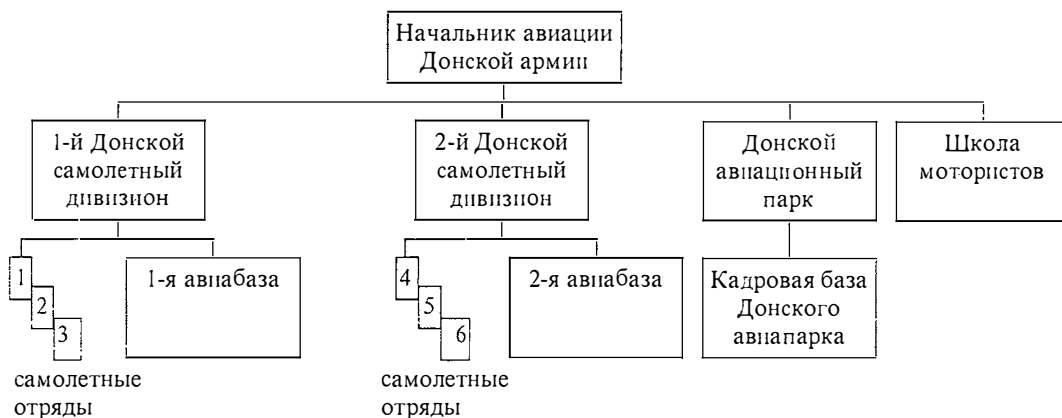 Начальник авиации
Донской армии
1-й Донской
самолетный
дивизион
2-й Донской
самолетный
дивизион
Донской
авиационный
парк
Школа
мотористов
1
2
3
1-я авиабаза
4
5
6
2-я авиабаза
Кадровая база
Донского
авиапарка
самолетные
отряды
самолетные
отряды